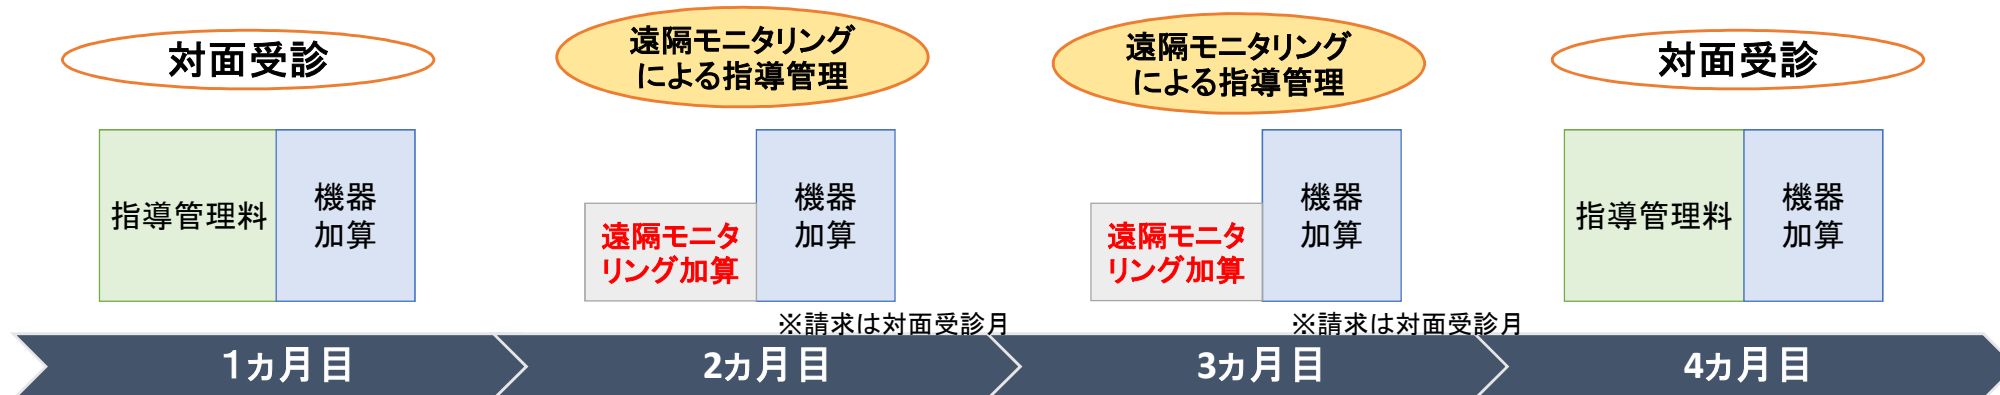 対面受診
遠隔モニタリング
による指導管理
遠隔モニタリング
による指導管理
対面受診
指導管理料
機器
加算
遠隔モニタ
リング加算
機器
加算
遠隔モニタ
リング加算
機器
加算
指導管理料
機器
加算
※請求は対面受診月
※請求は対面受診月
1ヵ月目
2ヵ月目
3ヵ月目
4ヵ月目